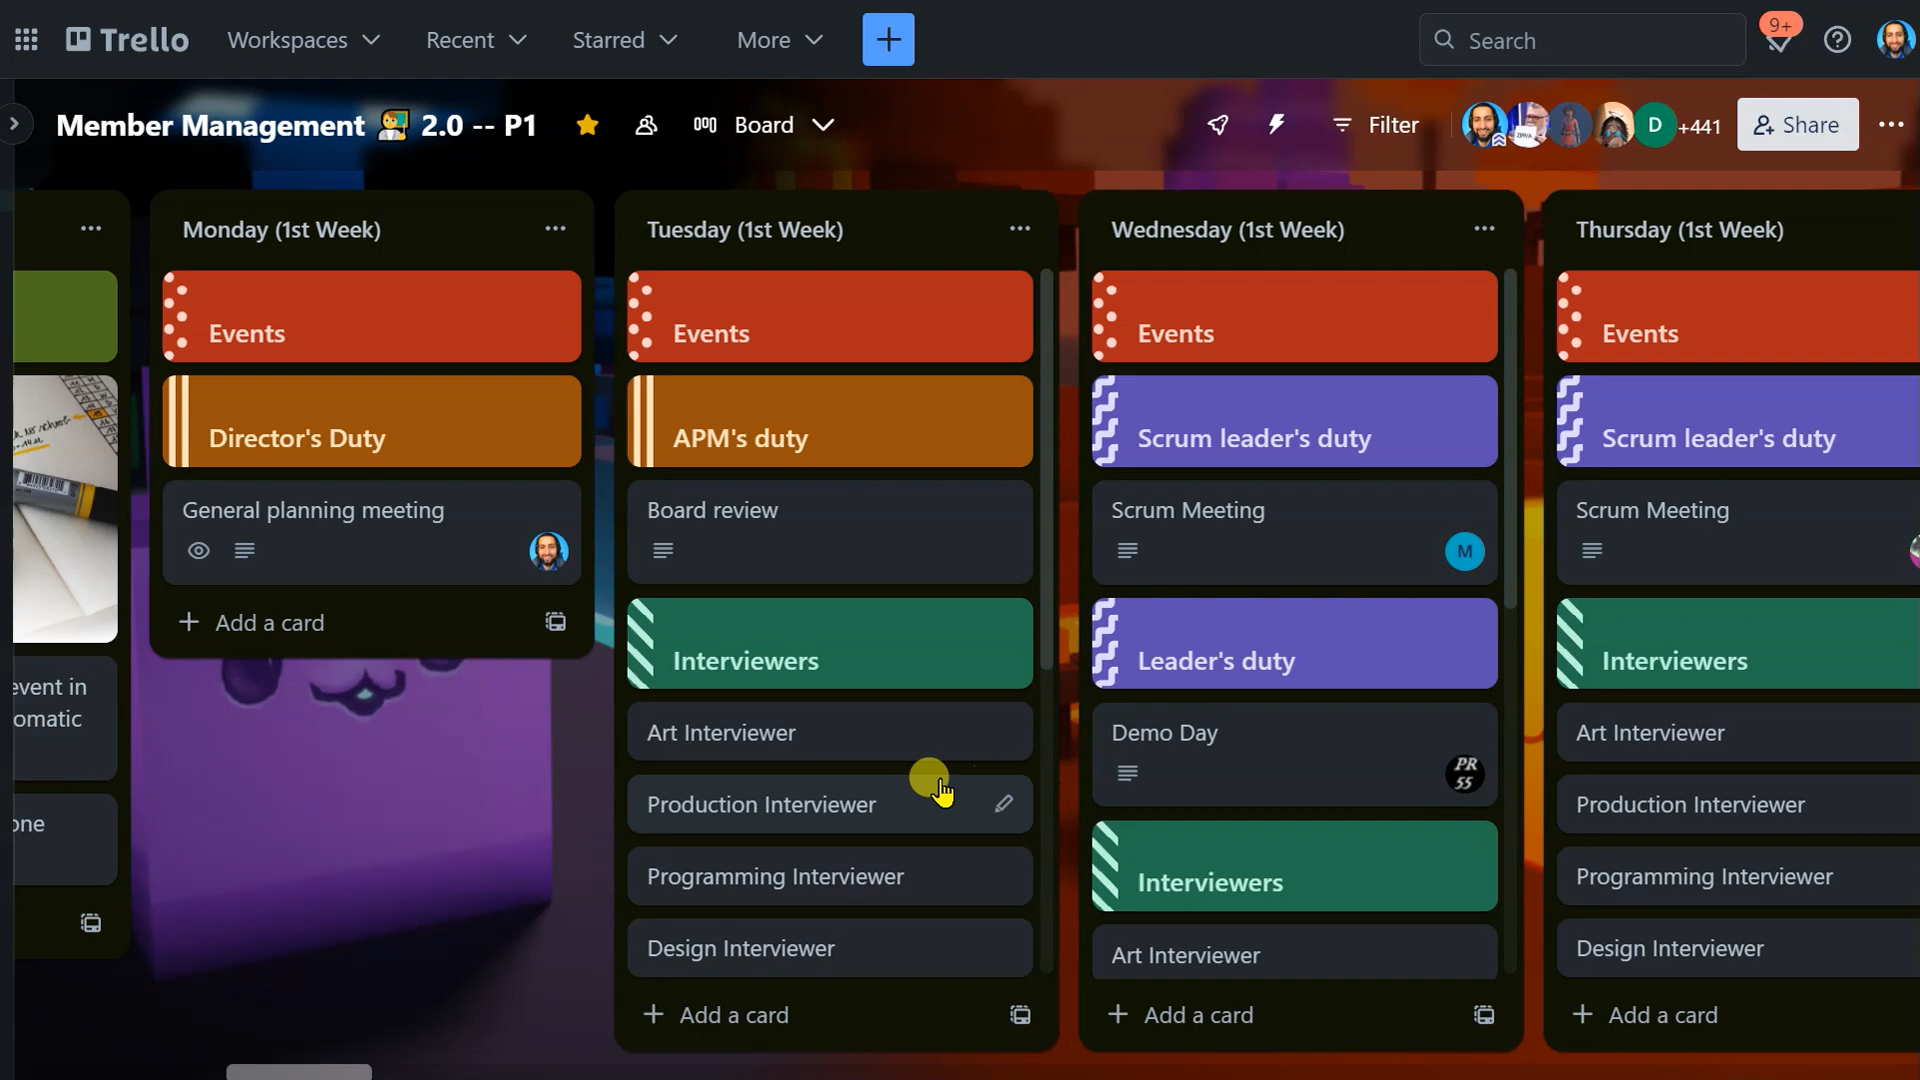 Trello
Workspaces
Recent
Starred
More
Search
9+
Member Management 2.0 -- P1
Board
Filter
D
+441
Share
event in
omatic
one
Monday (1st Week)
Events
Director's Duty
General planning meeting
Add a card
Tuesday (1st Week)
Events
APM's duty
Board review
Interviewers
Art Interviewer
Production Interviewer
Programming Interviewer
Design Interviewer
Add a card
Wednesday (1st Week)
Events
Scrum leader's duty
Scrum Meeting
M
Leader's duty
Demo Day
PR
55
Interviewers
Art Interviewer
Add a card
Thursday (1st Week)
Events
Scrum leader's duty
Scrum Meeting
Interviewers
Art Interviewer
Production Interviewer
Programming Interviewer
Design Interviewer
Add a card